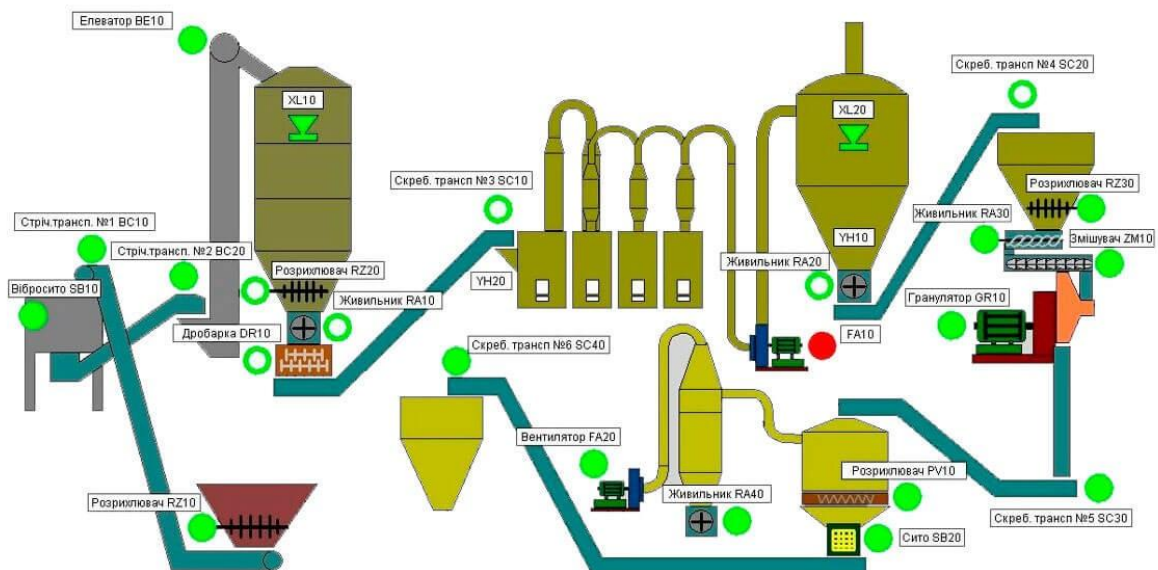 Елеватор BE10
XL10
Скреб. трансп №4 SC20
XL20
Скреб. трансп №3 SC10
Розрихлювач RZ30
Живильник RA30
Стріч.трансп. №1 BC10
Стріч.трансп. №2 BC20
Змішувач ZM10
YH10
YH20
Живильник RA20
Розрихлювач RZ20
Вібросито SB10
Живильник RA10
Гранулятор GR10
Дробарка DR10
FA10
Скреб. трансп №6 SC40
Вентилятор FA20
Розрихлювач PV10
Живильник RA40
Розрихлювач RZ10
Скреб. трансп №5 SC30
Сито SB20